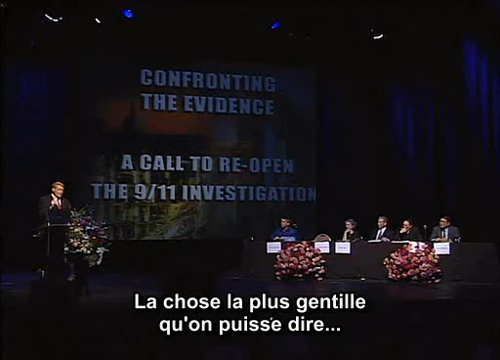 CONFRONTING
THE EVIDENCE
A CALL TO RE-OPEN
THE 9/11 INVESTIGATION
La chose la plus gentille
qu'on puisse dire...